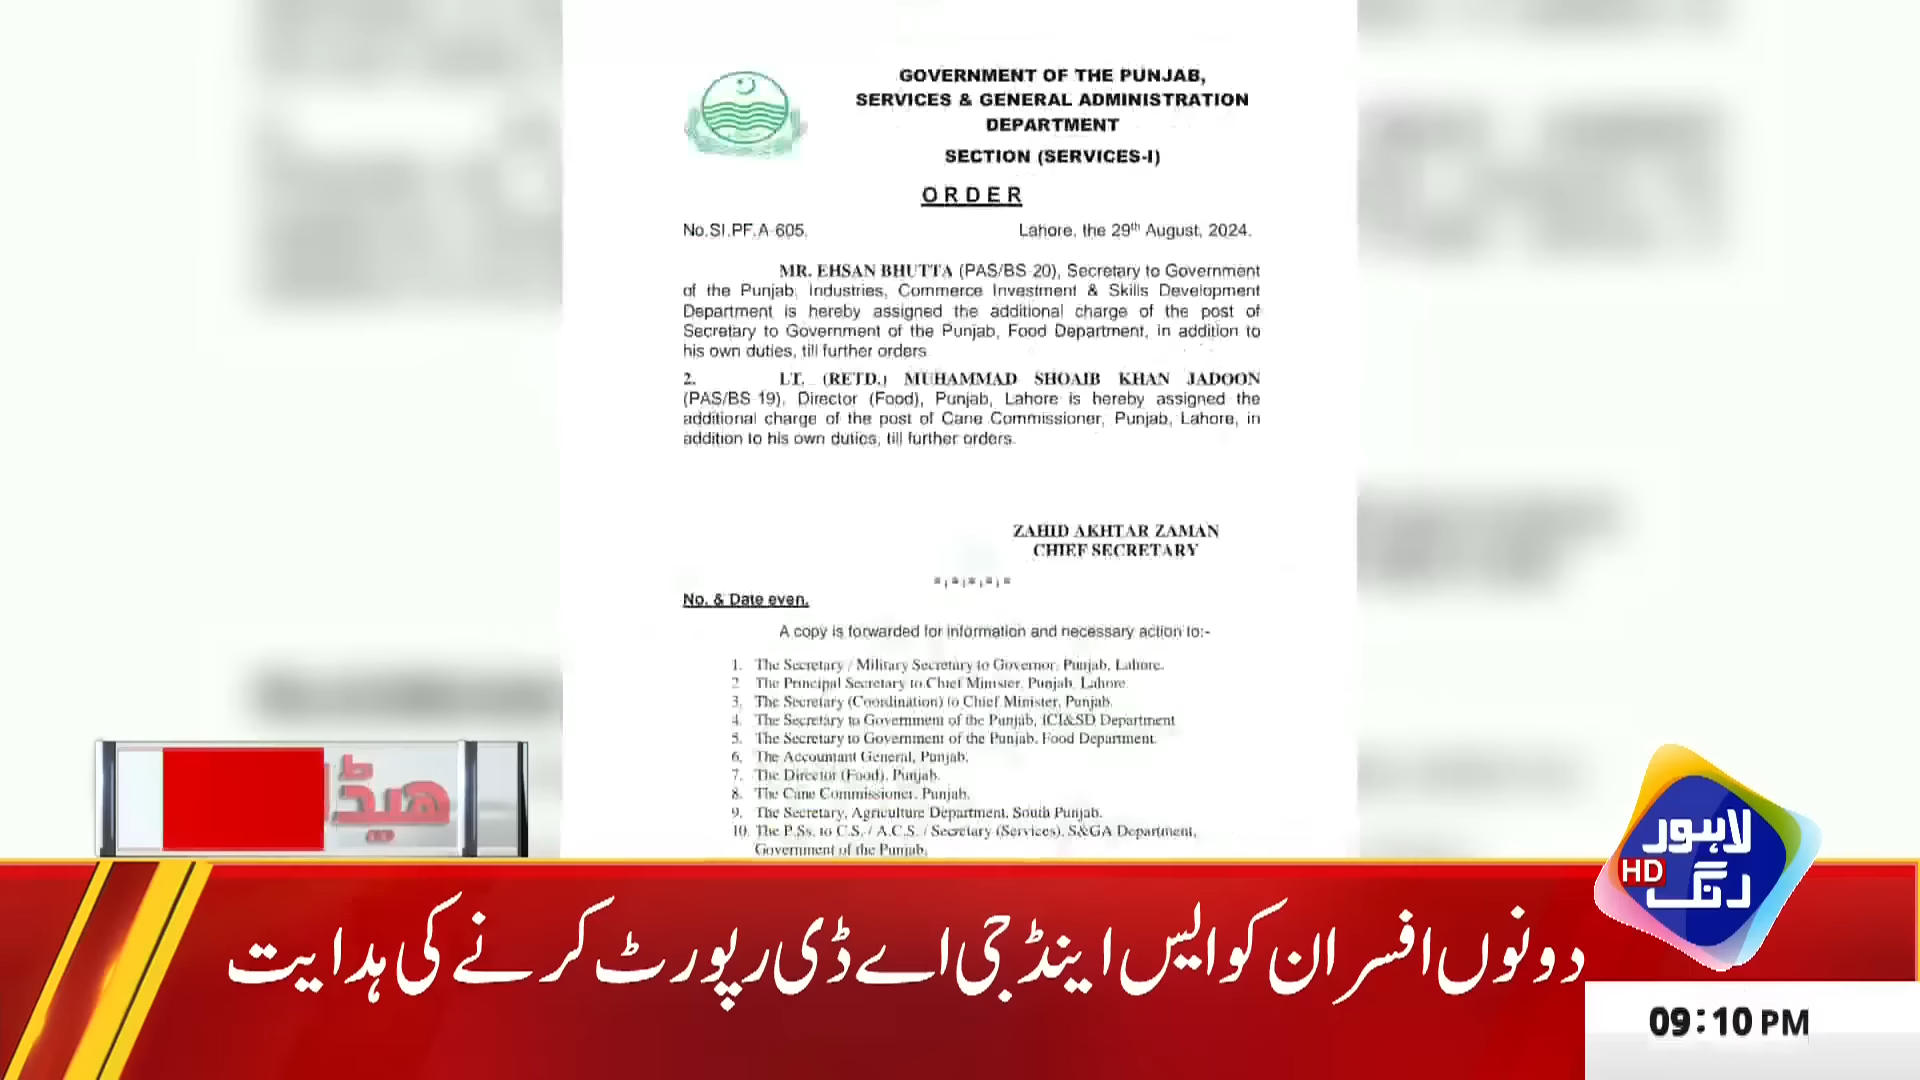 GOVERNMENT OF THE PUNJAB,
SERVICES & GENERAL ADMINISTRATION
DEPARTMENT
SECTION (SERVICES-I)
ORDER
No.SI.PF.A-605. Lahore, the 29th August, 2024.
MR. EHSAN BHUTTA (PAS/BS 20), Secretary to Government
of the Punjab, Industries, Commerce Investment & Skills Development
Department is hereby assigned the additional charge of the post of
Secretary to Government of the Punjab, Food Department, in addition to
his own duties, till further orders
2. LT. (RETD.) MUHAMMAD SHOAIB KHAN JADOON
(PAS/BS 19), Director (Food), Punjab, Lahore is hereby assigned the
additional charge of the post of Cane Commissioner, Punjab, Lahore, in
addition to his own duties, till further orders.
ZAHID AKHTAR ZAMAN
CHIEF SECRETARY
*,*,*,*,*
No. & Date even.
A copy is forwarded for information and necessary action to:-
1. The Secretary / Military Secretary to Governor, Punjab, Lahore.
2 The Principal Secretary to Chief Minister, Punjab, Lahore.
3. The Secretary (Coordination) to Chief Minister, Punjab.
4. The Secretary to Government of the Punjab, ICI&SD Department
5. The Secretary to Government of the Punjab, Food Department.
6. The Accountant General, Punjab.
7. The Director (Food), Punjab.
8. The Cane Commissioner, Punjab.
9. The Secretary, Agriculture Department, South Punjab.
10. The P.Ss. to C.S. / A.C.S. / Secretary (Services), S&GA Department,
Government of the Punjab.
ہیڈ
لاہور
HD رنگ
دونوں افسران کو ایس اینڈ جی اے ڈی رپورٹ کرنے کی ہدایت
09:10 PM